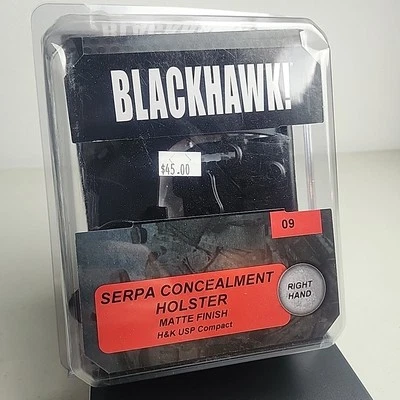 BLACKHAWK!
$45.00
09
SERPA CONCEALMENT
HOLSTER
MATTE FINISH
H&K USP Compact
RIGHT
HAND